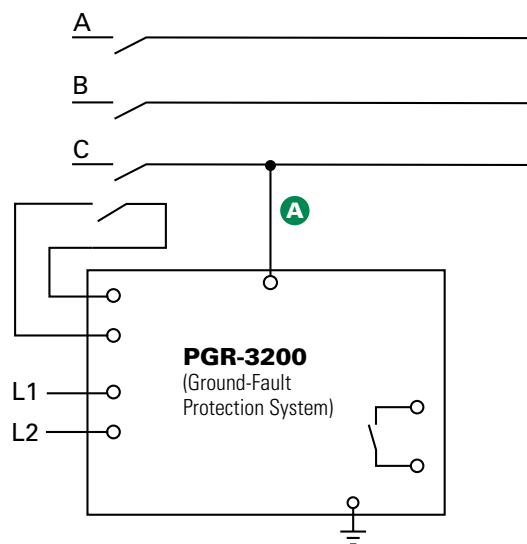 A
B
C
A
PGR-3200
(Ground-Fault
Protection System)
L1
L2